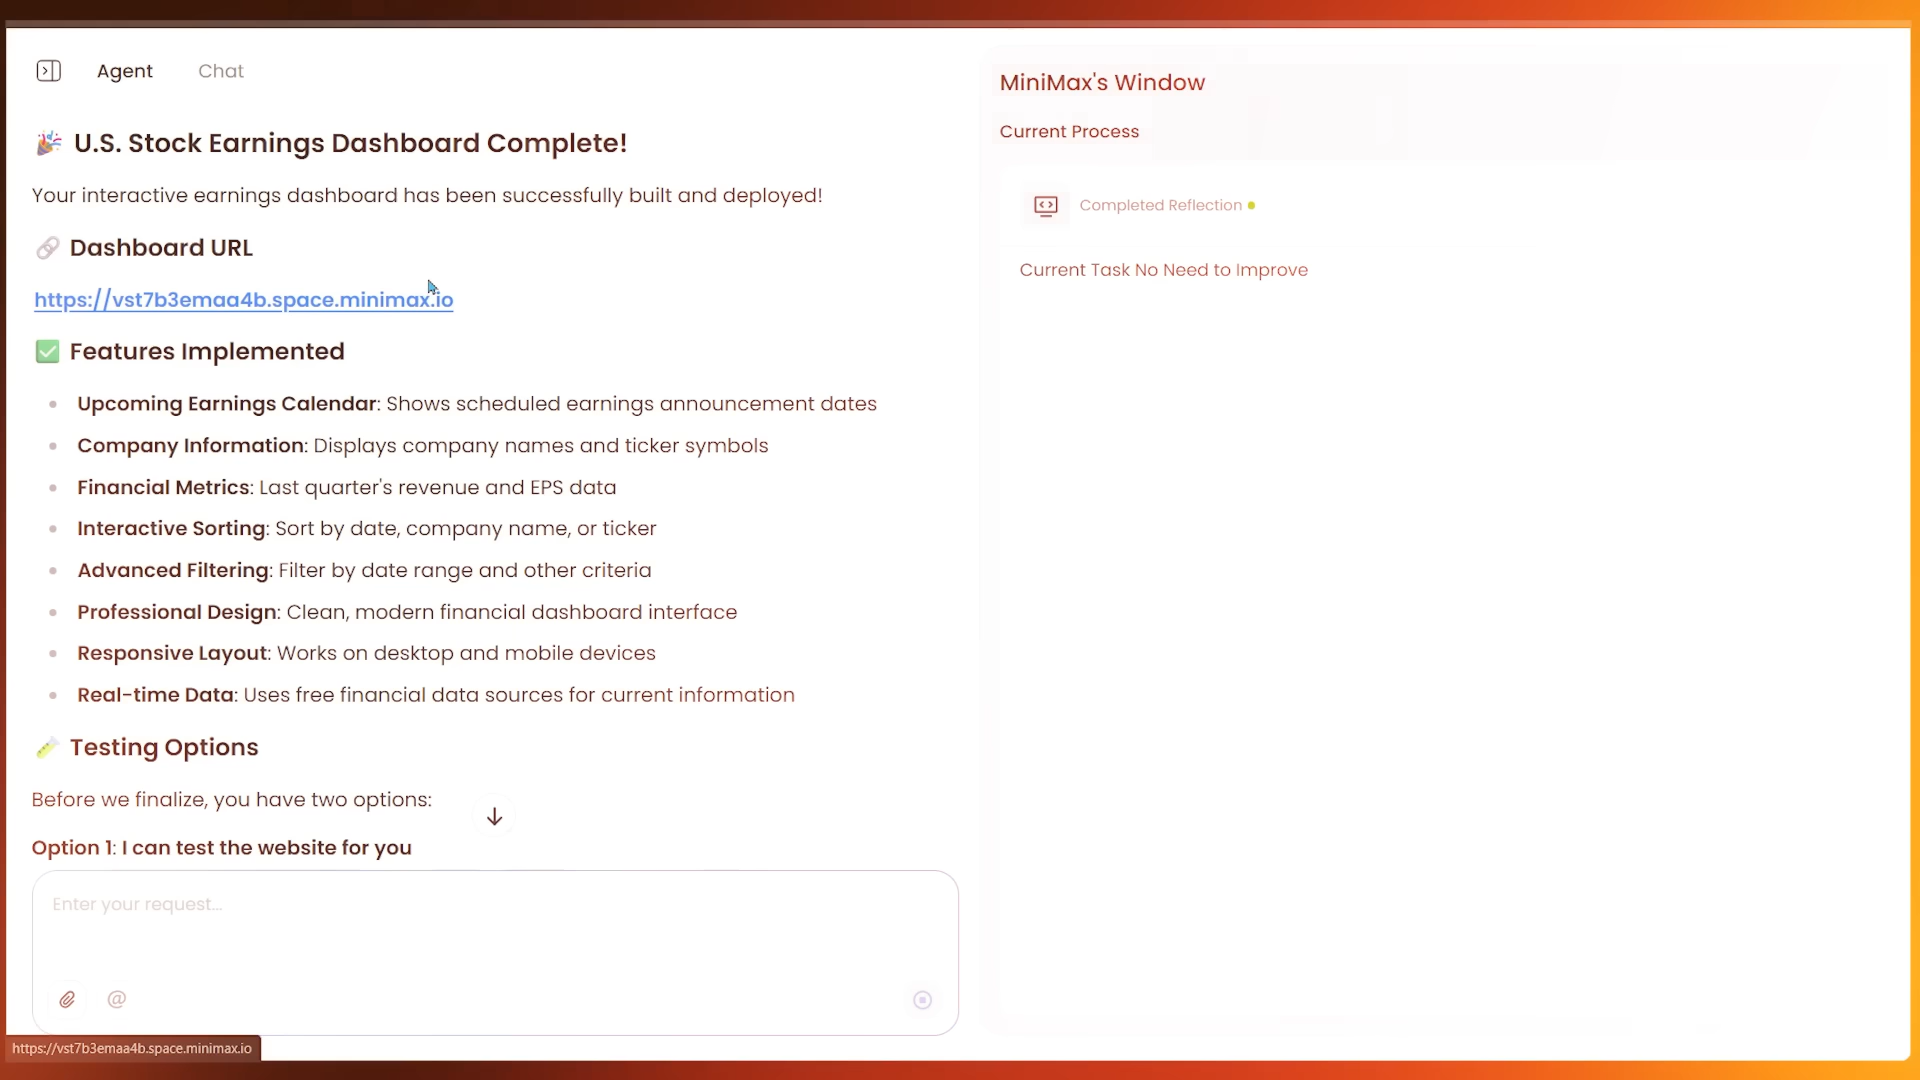 Agent
Chat
🎉 U.S. Stock Earnings Dashboard Complete!
Your interactive earnings dashboard has been successfully built and deployed!
🔗 Dashboard URL
https://vst7b3emaa4b.space.minimax.io
✅ Features Implemented
• Upcoming Earnings Calendar: Shows scheduled earnings announcement dates
• Company Information: Displays company names and ticker symbols
• Financial Metrics: Last quarter's revenue and EPS data
• Interactive Sorting: Sort by date, company name, or ticker
• Advanced Filtering: Filter by date range and other criteria
• Professional Design: Clean, modern financial dashboard interface
• Responsive Layout: Works on desktop and mobile devices
• Real-time Data: Uses free financial data sources for current information
🧪 Testing Options
Before we finalize, you have two options:
Option 1: I can test the website for you
Enter your request...
@
https://vst7b3emaa4b.space.minimax.io
MiniMax's Window
Current Process
Completed Reflection
Current Task No Need to Improve